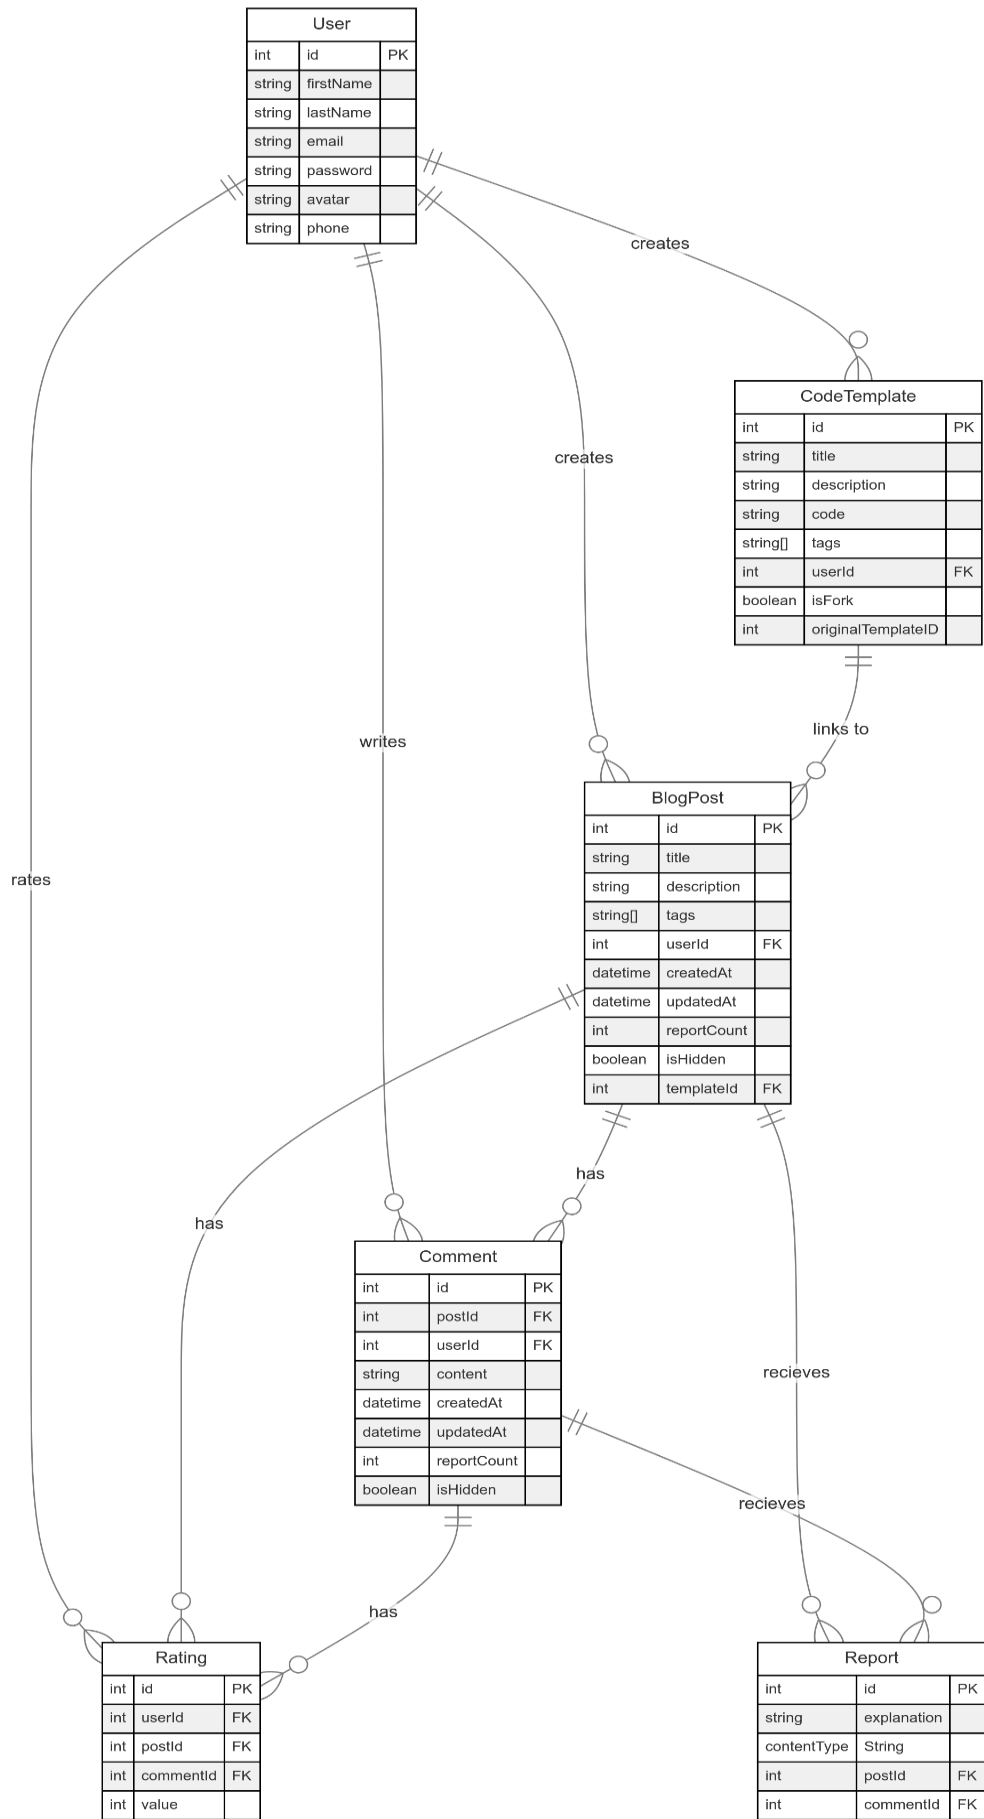 User
int id PK
string firstName
string lastName
string email
string password
string avatar
string phone
creates
CodeTemplate
int id PK
string title
string description
string code
string[] tags
int userId FK
boolean isFork
int originalTemplateID
creates
links to
writes
BlogPost
int id PK
string title
string description
string[] tags
int userId FK
datetime createdAt
datetime updatedAt
int reportCount
boolean isHidden
int templateId FK
rates
has
has
Comment
int id PK
int postId FK
int userId FK
string content
datetime createdAt
datetime updatedAt
int reportCount
boolean isHidden
recieves
recieves
has
Rating
int id PK
int userId FK
int postId FK
int commentId FK
int value
Report
int id PK
string explanation
contentType String
int postId FK
int commentId FK